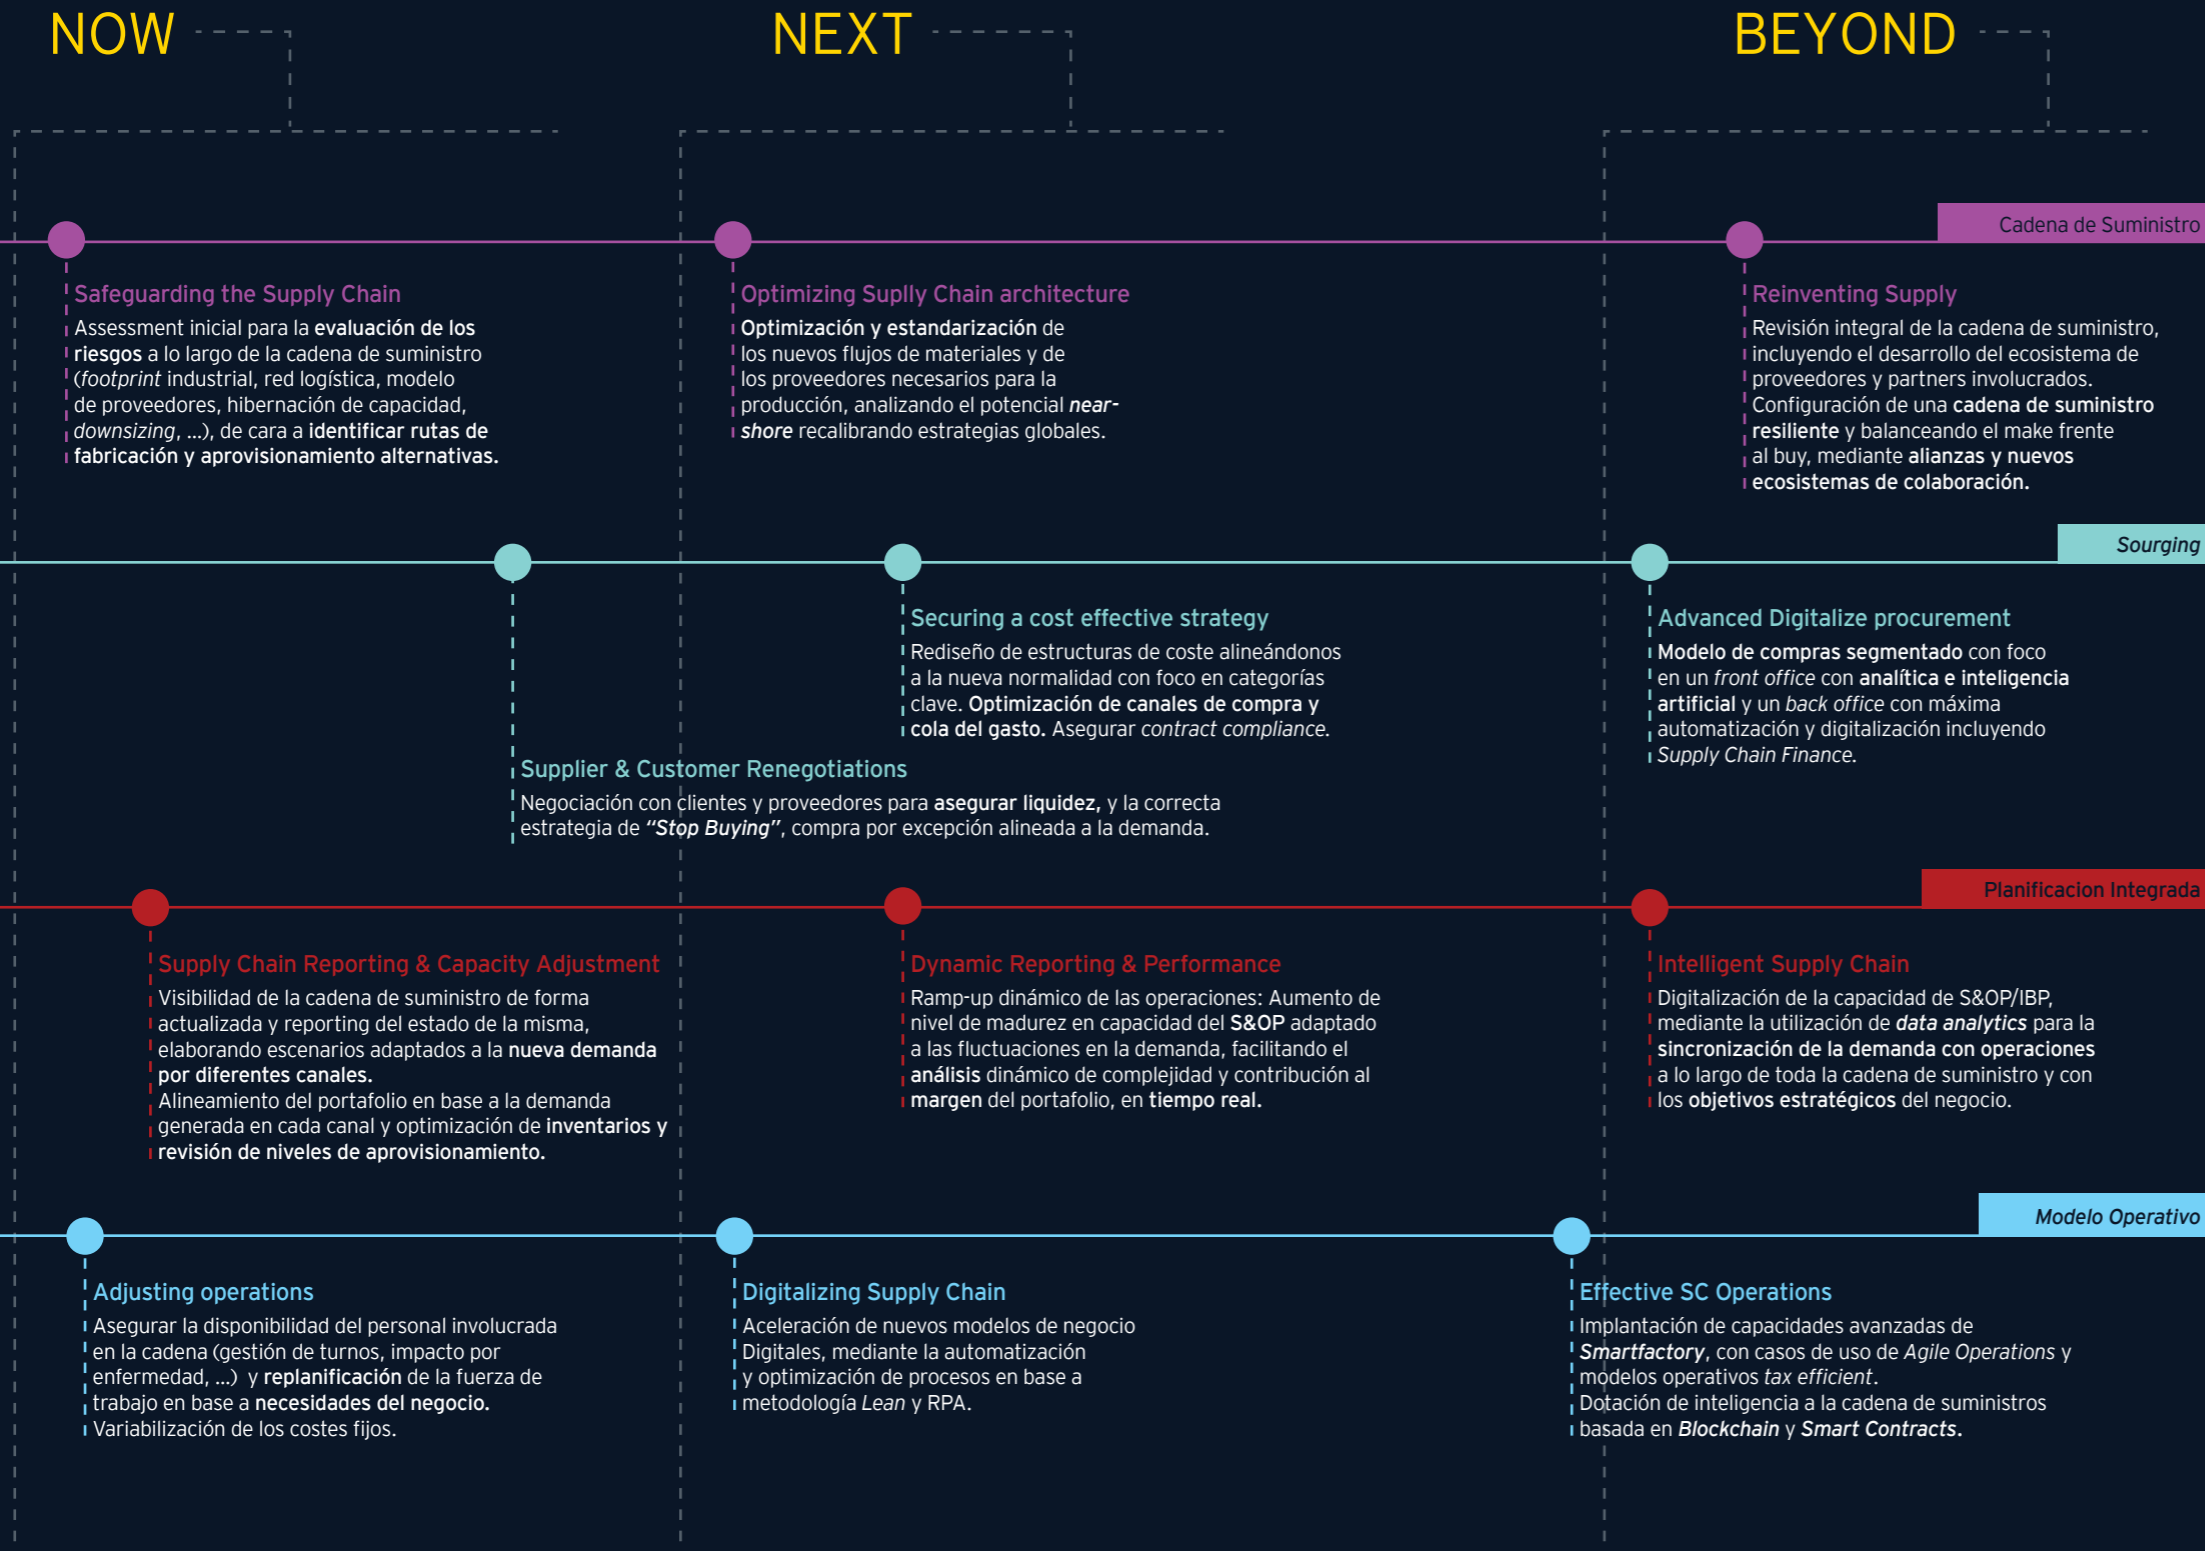 NOW
NEXT
BEYOND
Cadena de Suministro
Safeguarding the Supply Chain
Assessment inicial para la evaluación de los
riesgos a lo largo de la cadena de suministro
(footprint industrial, red logística, modelo
de proveedores, hibernación de capacidad,
downsizing, ...), de cara a identificar rutas de
fabricación y aprovisionamiento alternativas.
Optimizing Suplly Chain architecture
Optimización y estandarización de
los nuevos flujos de materiales y de
los proveedores necesarios para la
producción, analizando el potencial near-
shore recalibrando estrategias globales.
Reinventing Supply
Revisión integral de la cadena de suministro,
incluyendo el desarrollo del ecosistema de
proveedores y partners involucrados.
Configuración de una cadena de suministro
resiliente y balanceando el make frente
al buy, mediante alianzas y nuevos
ecosistemas de colaboración.
Sourging
Supplier & Customer Renegotiations
Negociación con clientes y proveedores para asegurar liquidez, y la correcta
estrategia de “Stop Buying”, compra por excepción alineada a la demanda.
Securing a cost effective strategy
Rediseño de estructuras de coste alineándonos
a la nueva normalidad con foco en categorías
clave. Optimización de canales de compra y
cola del gasto. Asegurar contract compliance.
Advanced Digitalize procurement
Modelo de compras segmentado con foco
en un front office con analítica e inteligencia
artificial y un back office con máxima
automatización y digitalización incluyendo
Supply Chain Finance.
Planificacion Integrada
Supply Chain Reporting & Capacity Adjustment
Visibilidad de la cadena de suministro de forma
actualizada y reporting del estado de la misma,
elaborando escenarios adaptados a la nueva demanda
por diferentes canales.
Alineamiento del portafolio en base a la demanda
generada en cada canal y optimización de inventarios y
revisión de niveles de aprovisionamiento.
Dynamic Reporting & Performance
Ramp-up dinámico de las operaciones: Aumento de
nivel de madurez en capacidad del S&OP adaptado
a las fluctuaciones en la demanda, facilitando el
análisis dinámico de complejidad y contribución al
margen del portafolio, en tiempo real.
Intelligent Supply Chain
Digitalización de la capacidad de S&OP/IBP,
mediante la utilización de data analytics para la
sincronización de la demanda con operaciones
a lo largo de toda la cadena de suministro y con
los objetivos estratégicos del negocio.
Modelo Operativo
Adjusting operations
Asegurar la disponibilidad del personal involucrada
en la cadena (gestión de turnos, impacto por
enfermedad, ...) y replanificación de la fuerza de
trabajo en base a necesidades del negocio.
Variabilización de los costes fijos.
Digitalizing Supply Chain
Aceleración de nuevos modelos de negocio
Digitales, mediante la automatización
y optimización de procesos en base a
metodología Lean y RPA.
Effective SC Operations
Implantación de capacidades avanzadas de
Smartfactory, con casos de uso de Agile Operations y
modelos operativos tax efficient.
Dotación de inteligencia a la cadena de suministros
basada en Blockchain y Smart Contracts.